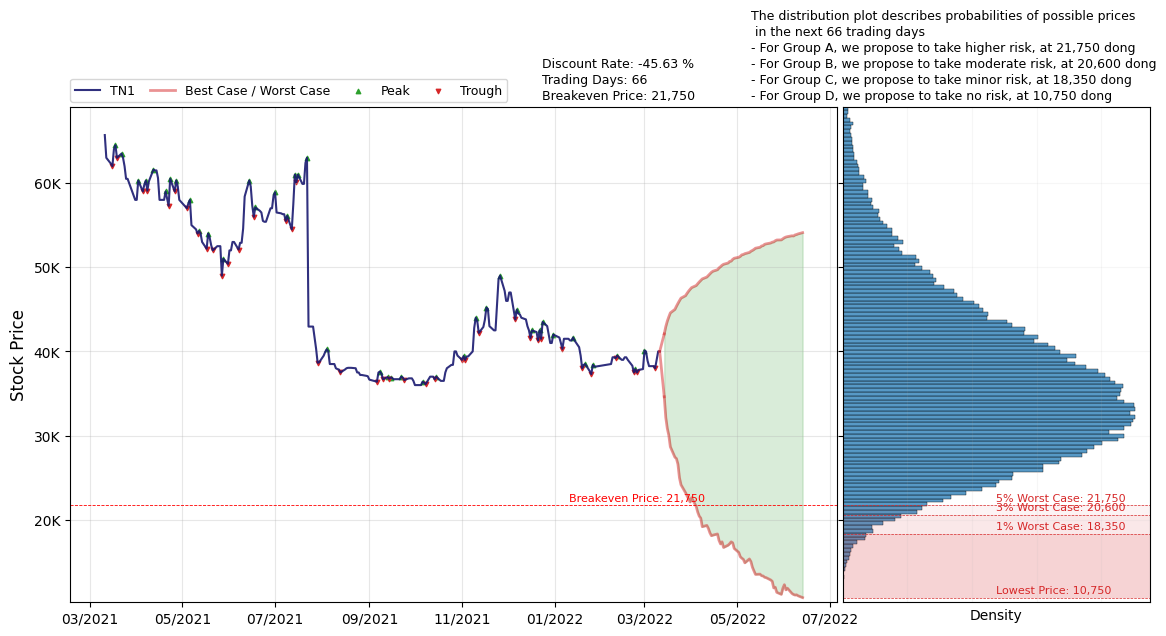 The distribution plot describes probabilities of possible prices
in the next 66 trading days
- For Group A, we propose to take higher risk, at 21,750 dong
- For Group B, we propose to take moderate risk, at 20,600 dong
- For Group C, we propose to take minor risk, at 18,350 dong
- For Group D, we propose to take no risk, at 10,750 dong
Discount Rate: -45.63 %
Trading Days: 66
Breakeven Price: 21,750
TN1 Best Case / Worst Case Peak Trough
Stock Price
60K
50K
40K
30K
20K
Breakeven Price: 21,750
5% Worst Case: 21,750
3% Worst Case: 20,600
1% Worst Case: 18,350
Lowest Price: 10,750
03/2021 05/2021 07/2021 09/2021 11/2021 01/2022 03/2022 05/2022 07/2022
Density